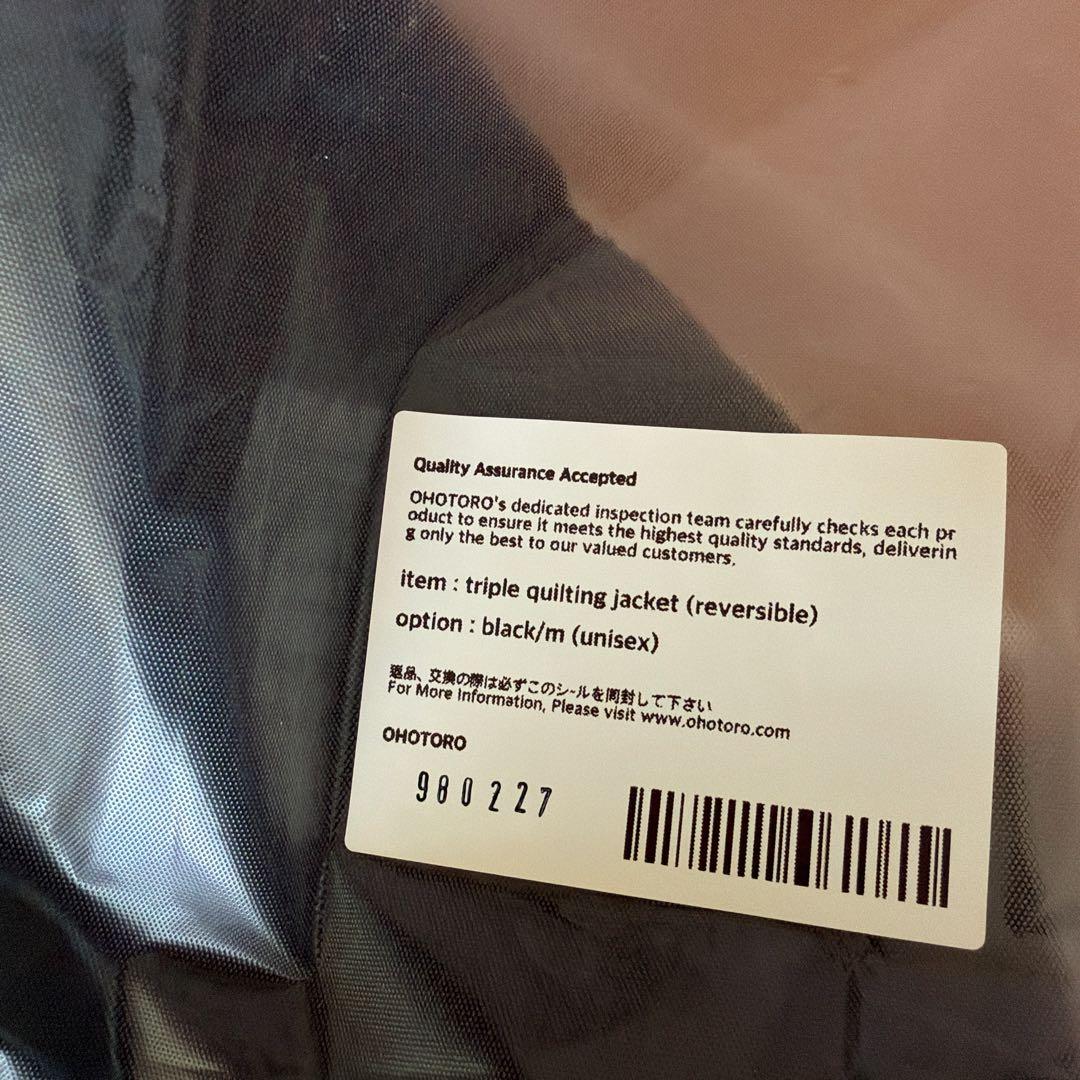 Quality Assurance Accepted
OHOTORO's dedicated inspection team carefully checks each pr
oduct to ensure it meets the highest quality standards, deliverin
g only the best to our valued customers.
item : triple quilting jacket (reversible)
option : black/m (unisex)
返品、交換の際は必ずこのシールを同封して下さい
For More Information, Please visit www.ohotoro.com
OHOTORO
980227